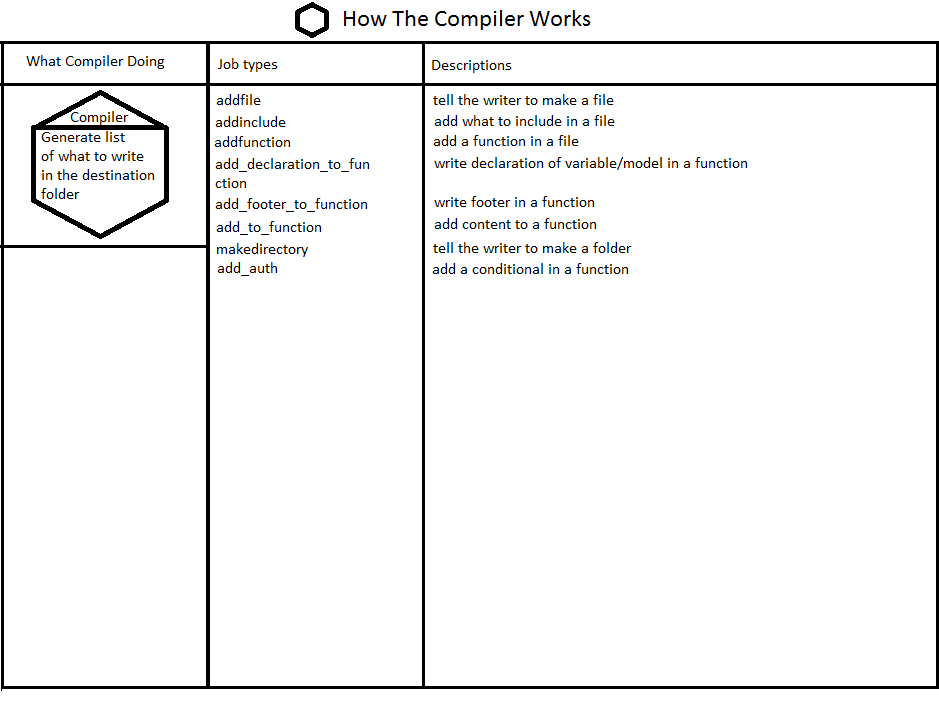 How The Compiler Works
What Compiler Doing
Job types
Descriptions
Compiler
Generate list
of what to write
in the destination
folder
addfile
tell the writer to make a file
addinclude
add what to include in a file
addfunction
add a function in a file
add_declaration_to_fun
ction
write declaration of variable/model in a function
add_footer_to_function
write footer in a function
add_to_function
add content to a function
makedirectory
tell the writer to make a folder
add_auth
add a conditional in a function